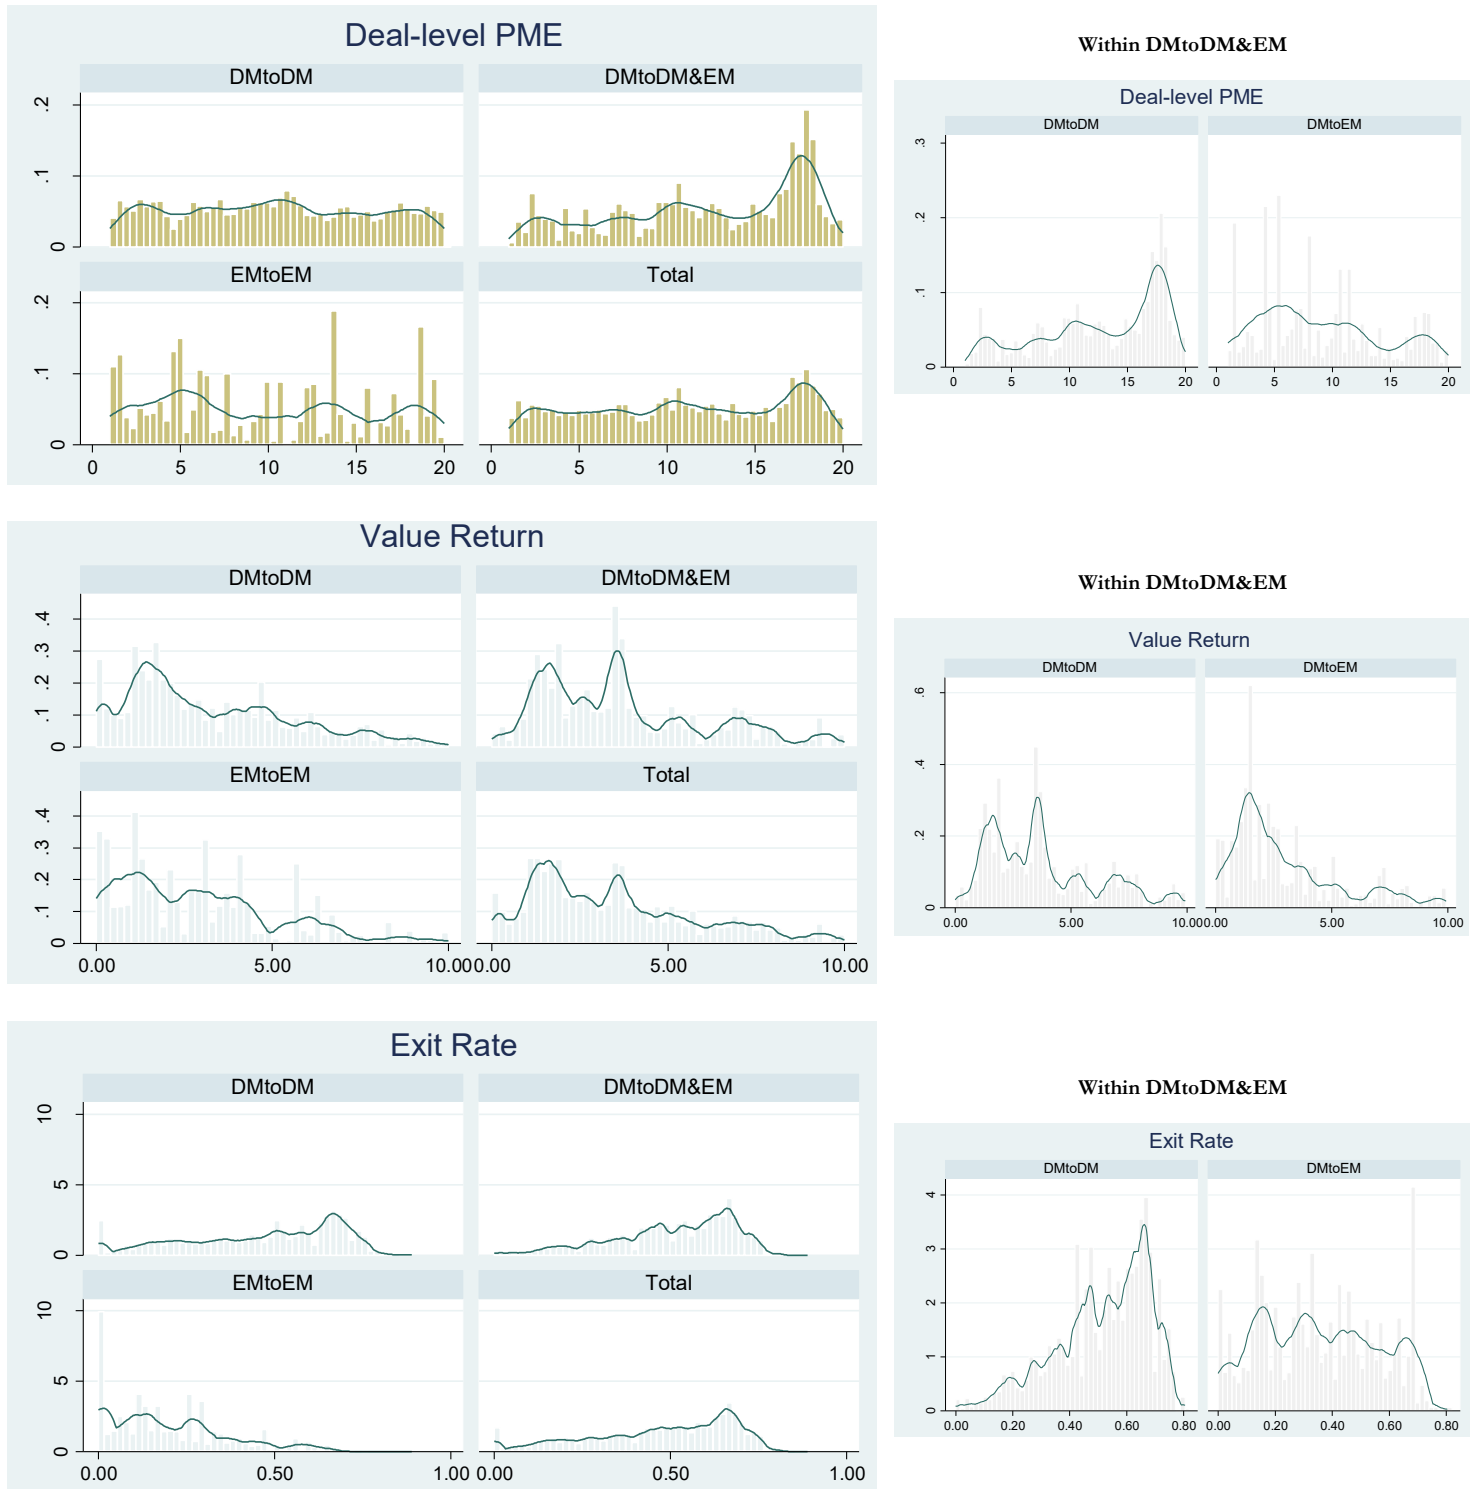 Deal-level PME
DMtoDM DMtoDM&EM
.2
.1
0
EMtoEM Total
.2
.1
0
0 5 10 15 20 0 5 10 15 20
Within DMtoDM&EM
Deal-level PME
DMtoDM DMtoEM
.3
.2
.1
0
0 5 10 15 20 0 5 10 15 20
Value Return
DMtoDM DMtoDM&EM
.4
.3
.2
.1
0
EMtoEM Total
.4
.3
.2
.1
0
0.00 5.00 10.00 0.00 5.00 10.00
Within DMtoDM&EM
Value Return
DMtoDM DMtoEM
.6
.4
.2
0
0.00 5.00 10.00 0.00 5.00 10.00
Exit Rate
DMtoDM DMtoDM&EM
10
5
0
EMtoEM Total
10
5
0
0.00 0.50 1.00 0.00 0.50 1.00
Within DMtoDM&EM
Exit Rate
DMtoDM DMtoEM
4
3
2
1
0
0.00 0.20 0.40 0.60 0.80 0.00 0.20 0.40 0.60 0.80